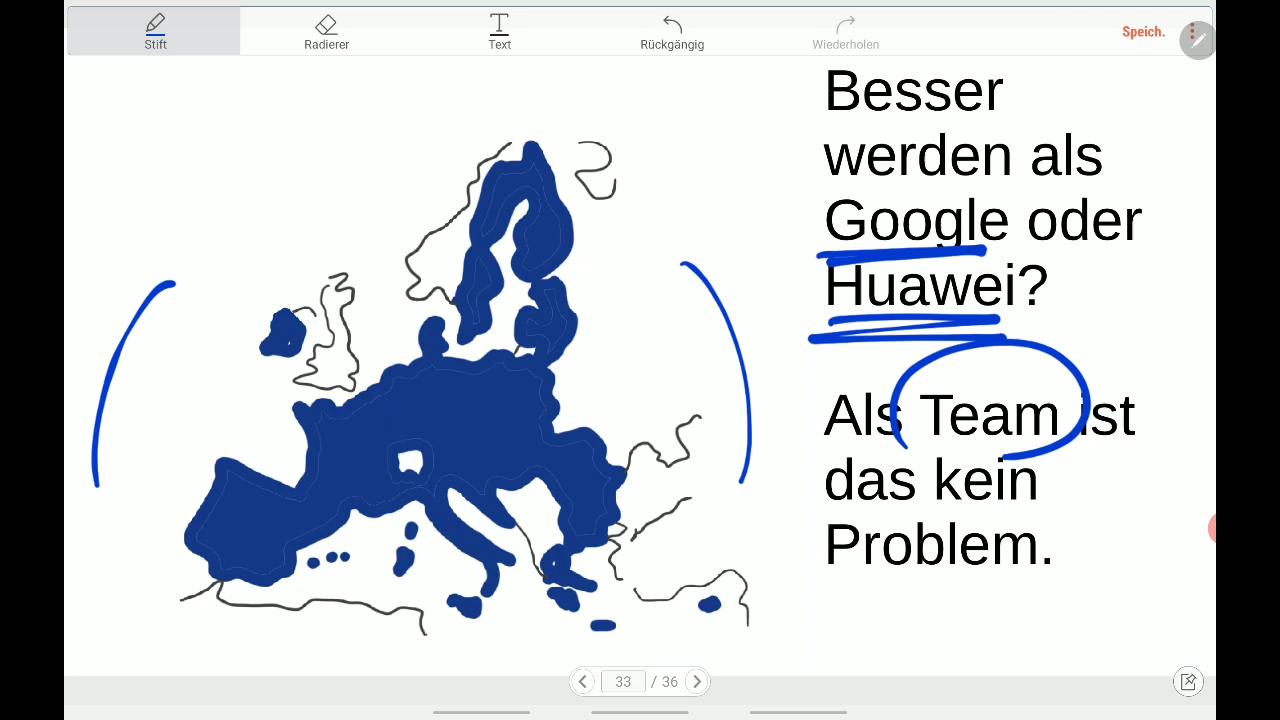 Stift
Radierer
Text
Rückgängig
Wiederholen
Speich.
Besser
werden als
Google oder
Huawei?
Als Team ist
das kein
Problem.
33 / 36